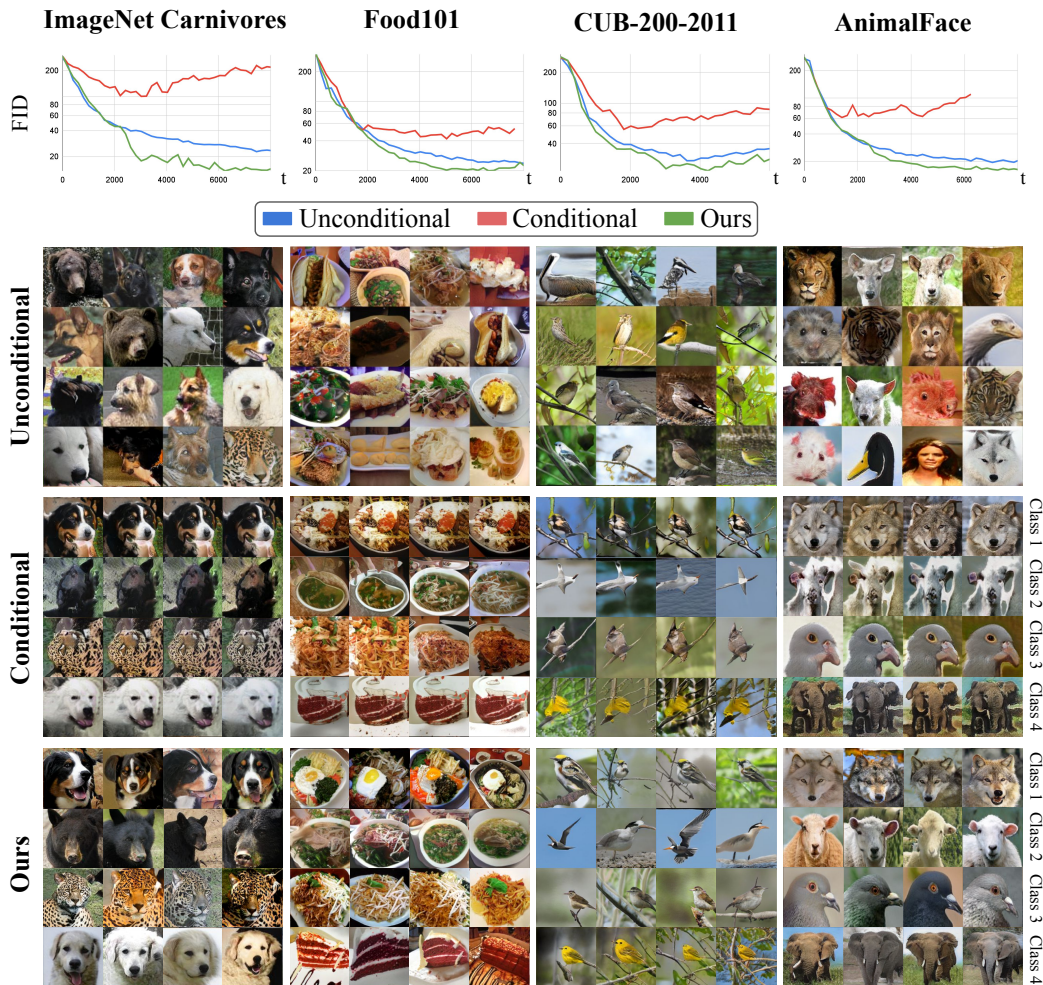 ImageNet Carnivores
Food101
CUB-200-2011
AnimalFace
FID
200
80
60
40
20
0
2000
4000
6000
t
200
80
60
40
20
0
2000
4000
6000
t
200
100
80
60
40
0
2000
4000
6000
t
200
80
60
40
20
0
2000
4000
6000
t
Unconditional
Conditional
Ours
Unconditional
Conditional
Class 1
Class 2
Class 3
Class 4
Ours
Class 1
Class 2
Class 3
Class 4